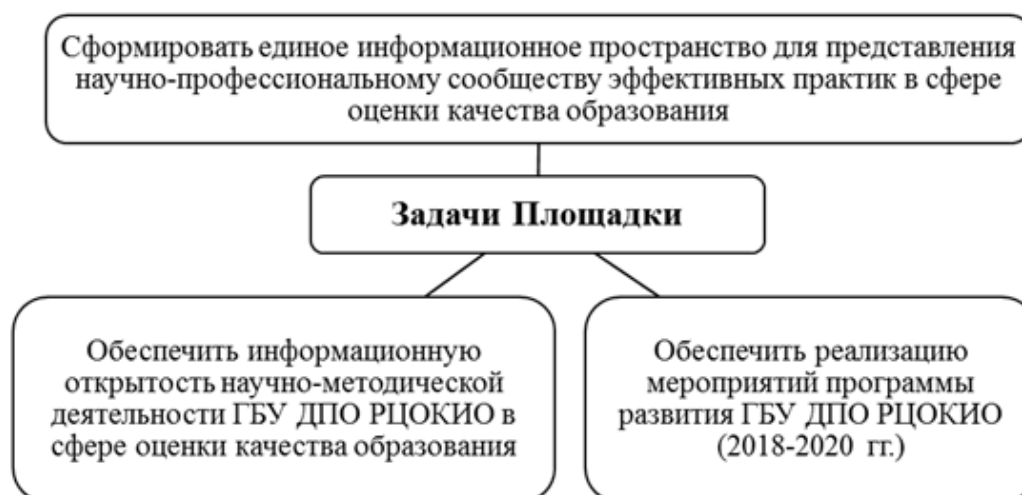 Сформировать единое информационное пространство для представления
научно-профессиональному сообществу эффективных практик в сфере
оценки качества образования
Задачи Площадки
Обеспечить информационную
открытость научно-методической
деятельности ГБУ ДПО РЦОКИО в
сфере оценки качества образования
Обеспечить реализацию
мероприятий программы
развития ГБУ ДПО РЦОКИО
(2018-2020 гг.)